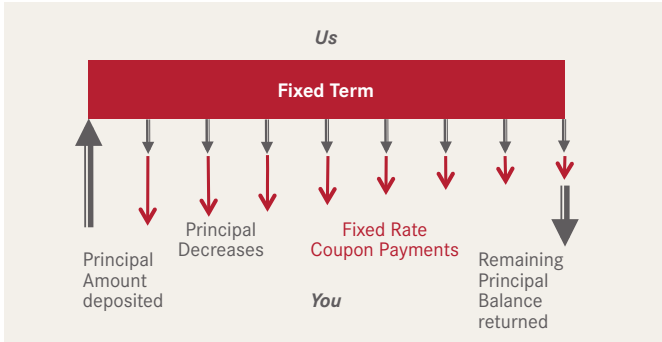 Us
Fixed Term
Principal
Decreases
Fixed Rate
Coupon Payments
Principal
Amount
deposited
Remaining
Principal
Balance
returned
You